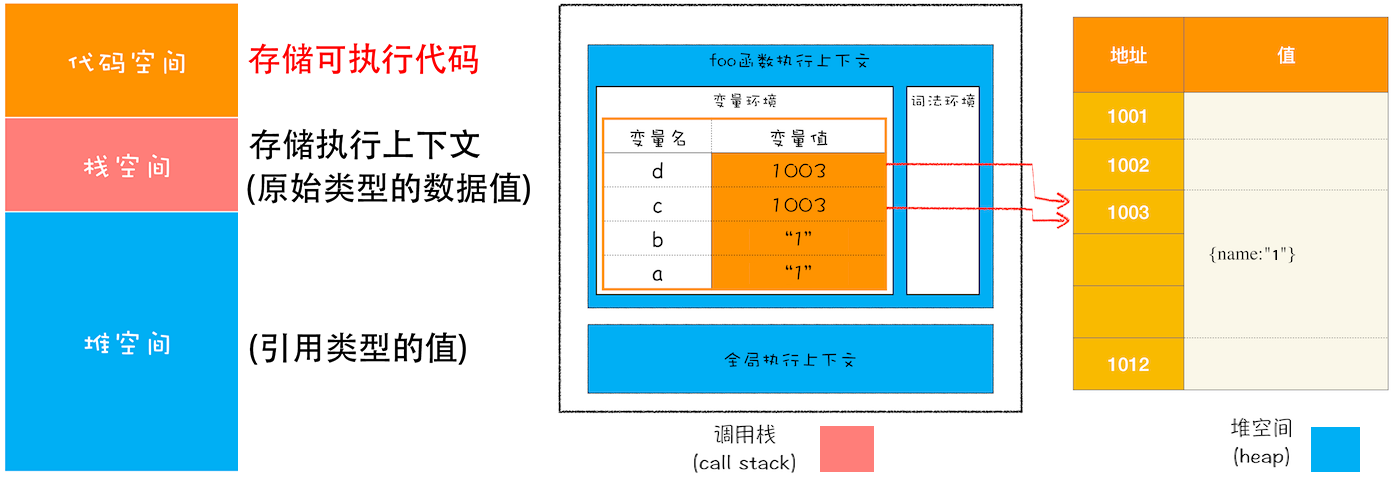 代码空间
存储可执行代码
栈空间
存储执行上下文
(原始类型的数据值)
堆空间
(引用类型的值)
foo函数执行上下文
变量环境
词法环境
变量名 变量值
d 1003
c 1003
b “1”
a “1”
全局执行上下文
调用栈
(call stack)
地址 值
1001
1002
1003
{name:"1"}
1012
堆空间
(heap)